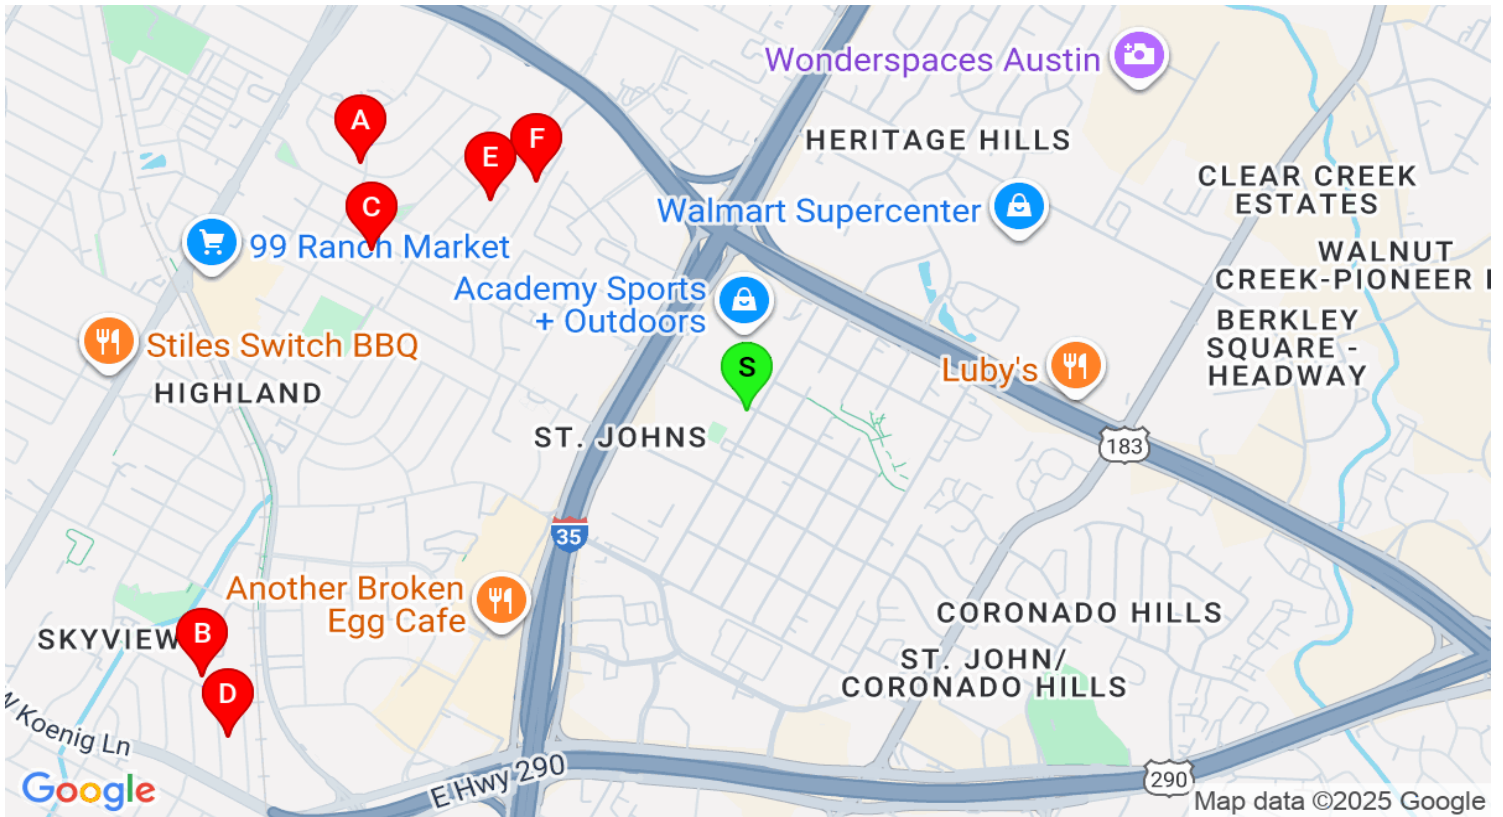 Wonderspaces Austin
HERITAGE HILLS
A
F
E
CLEAR CREEK
ESTATES
C
Walmart Supercenter
99 Ranch Market
WALNUT
CREEK-PIONEER
Academy Sports
+ Outdoors
BERKLEY
SQUARE -
HEADWAY
Stiles Switch BBQ
S
Luby's
HIGHLAND
ST. JOHNS
183
35
Another Broken
Egg Cafe
CORONADO HILLS
SKYVIEW
B
ST. JOHN/
CORONADO HILLS
D
W Koenig Ln
E Hwy 290
290
Google
Map data ©2025 Google